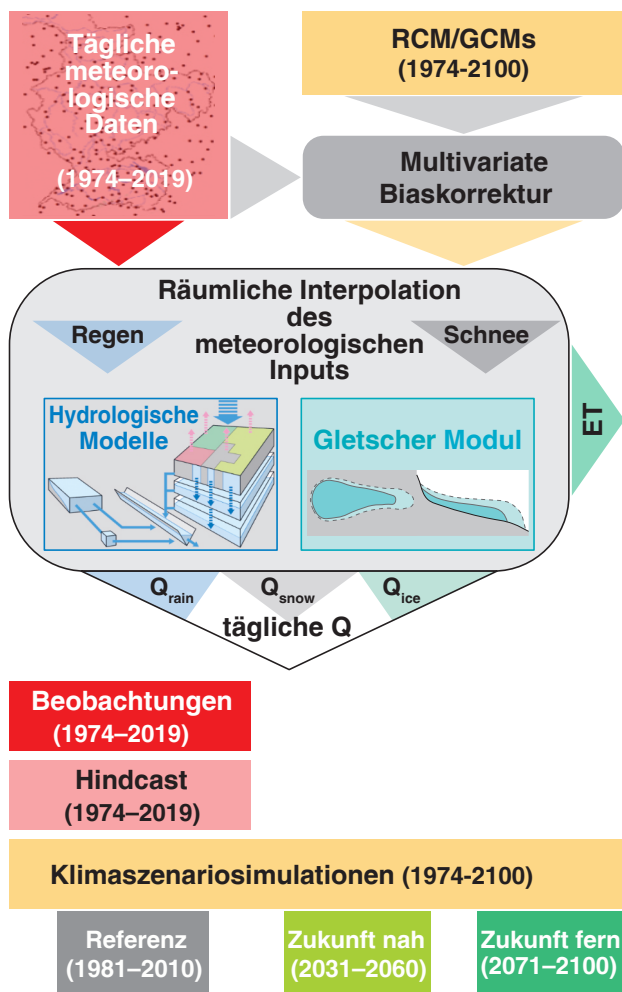 Tägliche
meteoro-
logische
Daten
(1974–2019)
RCM/GCMs
(1974-2100)
Multivariate
Biaskorrektur
Räumliche Interpolation
des
meteorologischen
Inputs
Regen
Schnee
Hydrologische
Modelle
Gletscher Modul
ET
Qrain
Qsnow
Qice
tägliche Q
Beobachtungen
(1974–2019)
Hindcast
(1974–2019)
Klimaszenariosimulationen (1974-2100)
Referenz
(1981–2010)
Zukunft nah
(2031–2060)
Zukunft fern
(2071–2100)